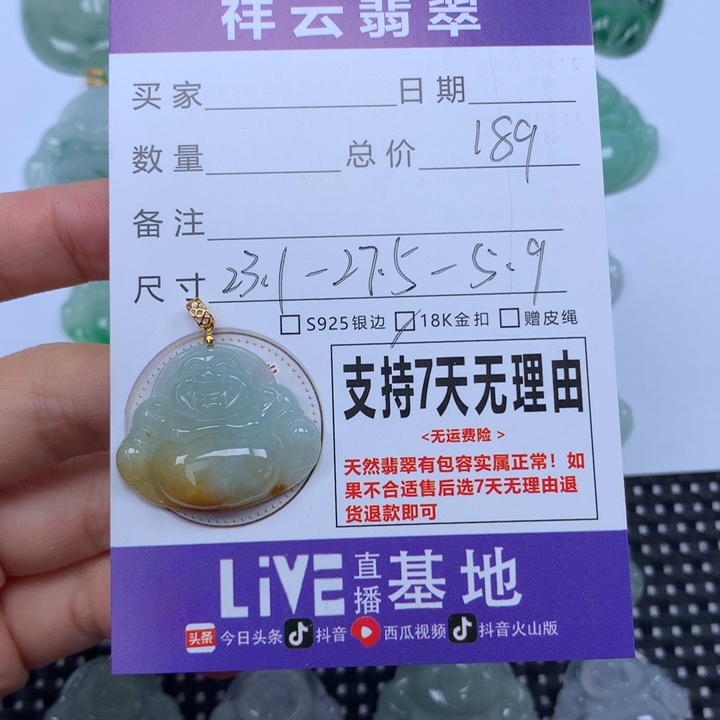 祥云翡翠
买家 日期
数量 总价 189
备注
尺寸 23.1-27.5-5.9
S925银边 18K金扣 赠皮绳
支持7天无理由
<无运费险>
天然翡翠有包容实属正常!如
果不合适售后选7天无理由退
货退款即可
LiVE直播基地
头条 今日头条 抖音 西瓜视频 抖音火山版